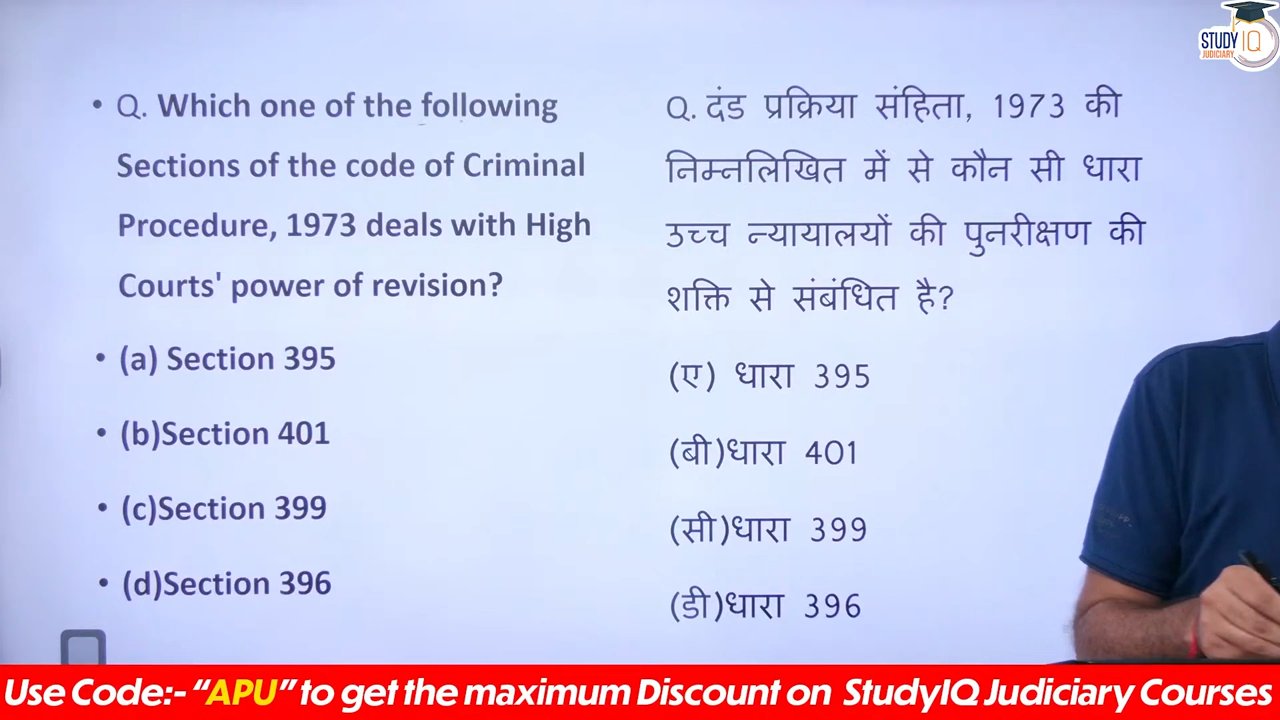 STUDY IQ
JUDICIARY
• Q. Which one of the following
Sections of the code of Criminal
Procedure, 1973 deals with High
Courts' power of revision?
• (a) Section 395
• (b)Section 401
• (c)Section 399
• (d)Section 396
Q. दंड प्रक्रिया संहिता, 1973 की
निम्नलिखित में से कौन सी धारा
उच्च न्यायालयों की पुनरीक्षण की
शक्ति से संबंधित है?
(ए) धारा 395
(बी)धारा 401
(सी)धारा 399
(डी)धारा 396
Use Code:- “APU” to get the maximum Discount on StudyIQ Judiciary Courses